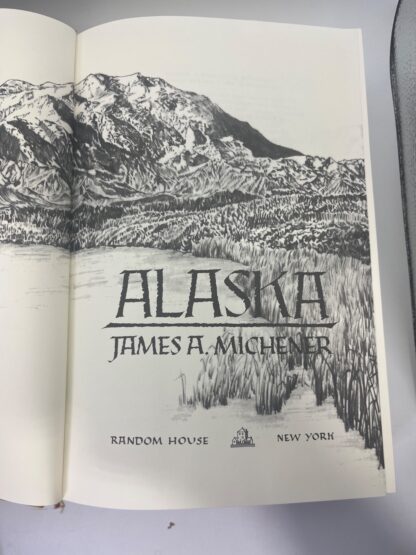 ALASKA
JAMES A. MICHENER
RANDOM HOUSE NEW YORK